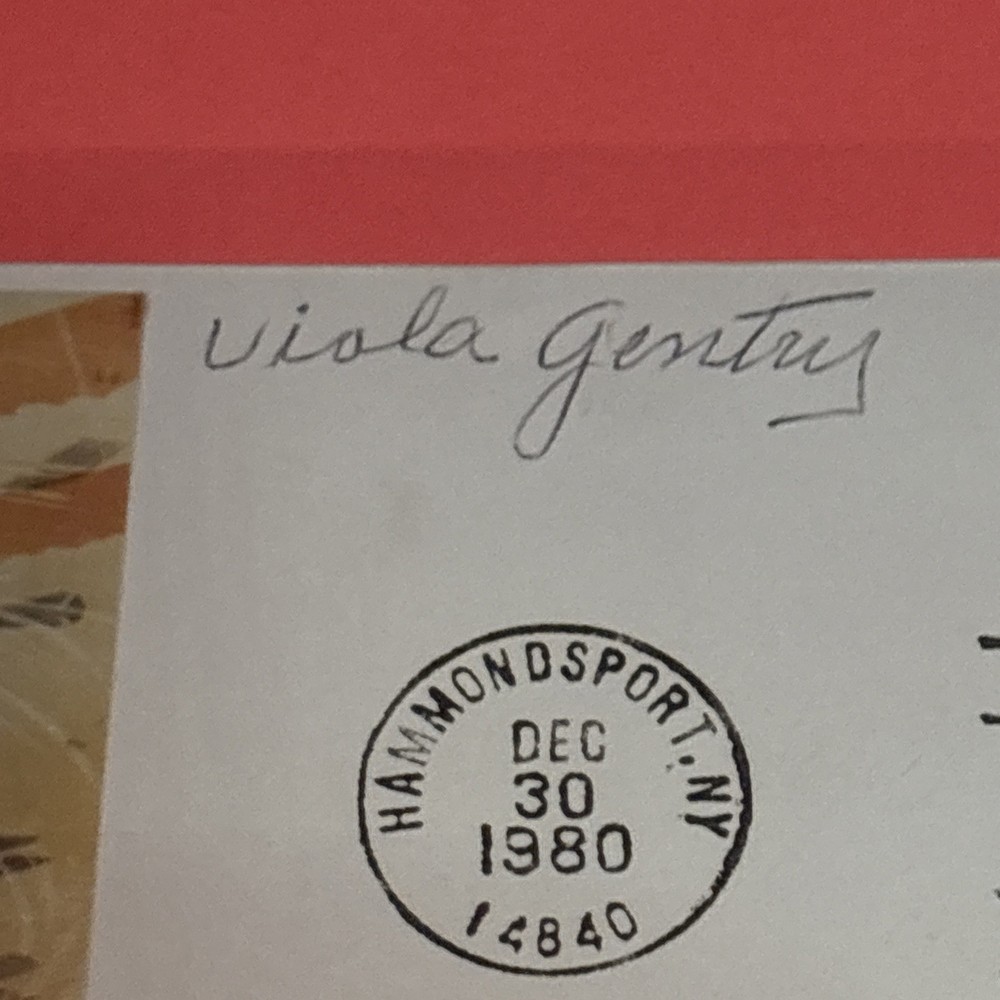 Viola Gentry
HAMMONDSPORT, NY
DEC
30
1980
14840